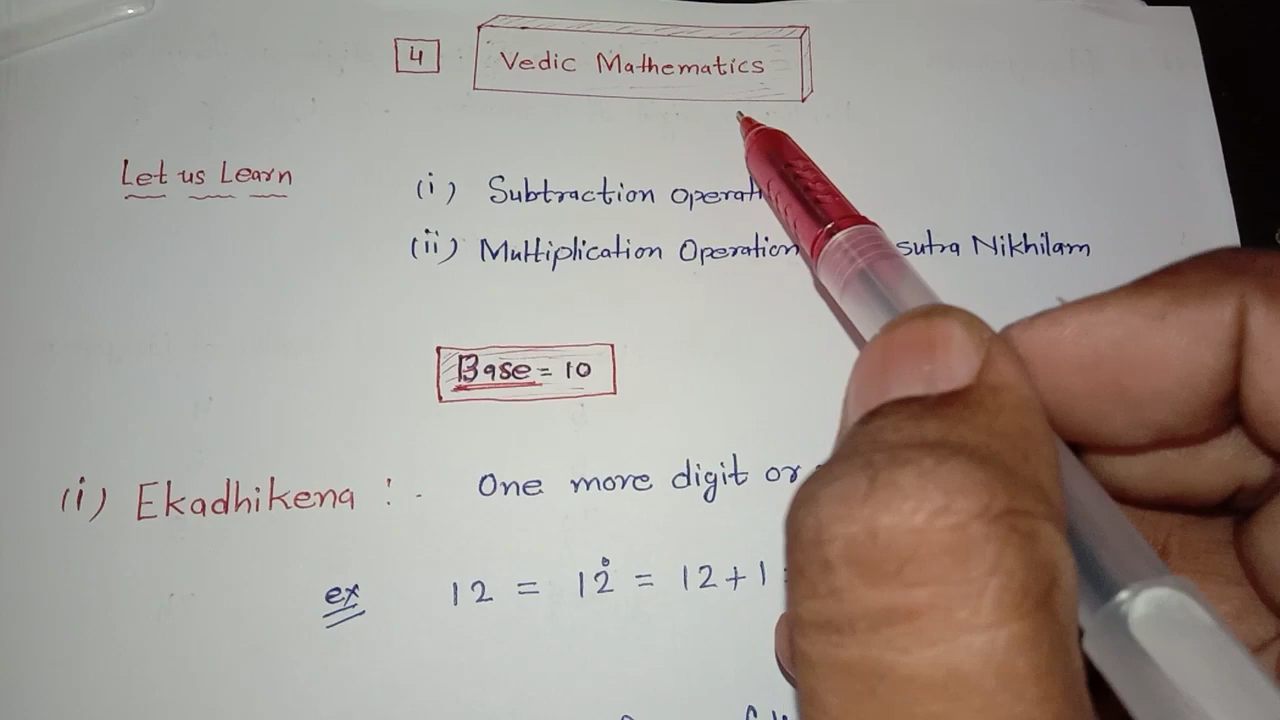 4 Vedic Mathematics
Let us Learn (i) Subtraction
(ii) Multiplication Operation sutra Nikhilam
Base = 10
(i) Ekadhikena :- One more digit or
ex 12 = 12̊ = 12+1